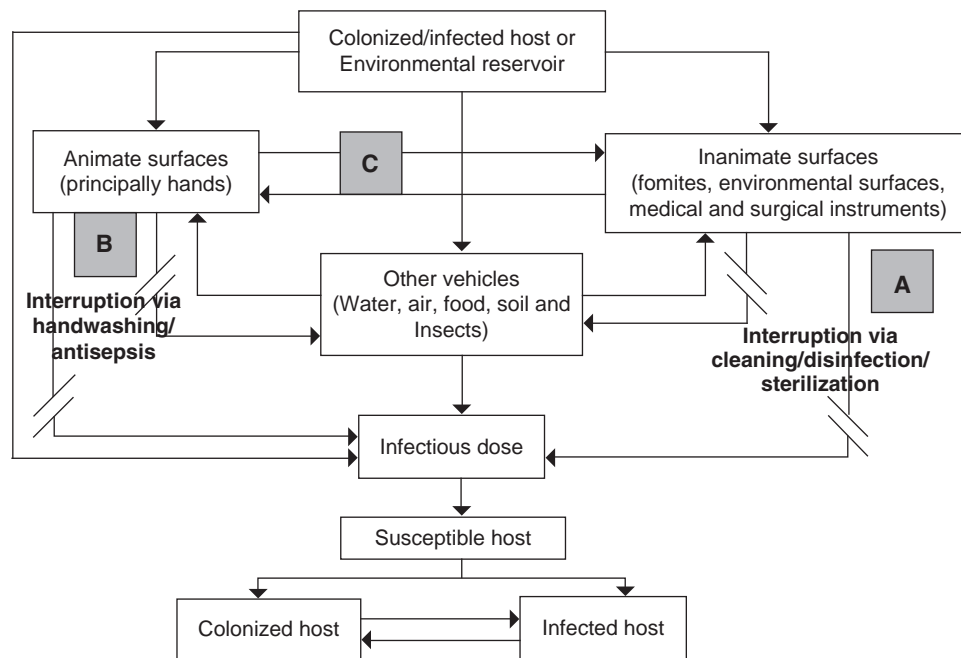 Colonized/infected host or
Environmental reservoir
Animate surfaces
(principally hands)
C
Inanimate surfaces
(fomites, environmental surfaces,
medical and surgical instruments)
B
A
Other vehicles
(Water, air, food, soil and
Insects)
Interruption via
handwashing/
antisepsis
Interruption via
cleaning/disinfection/
sterilization
Infectious dose
Susceptible host
Colonized host
Infected host